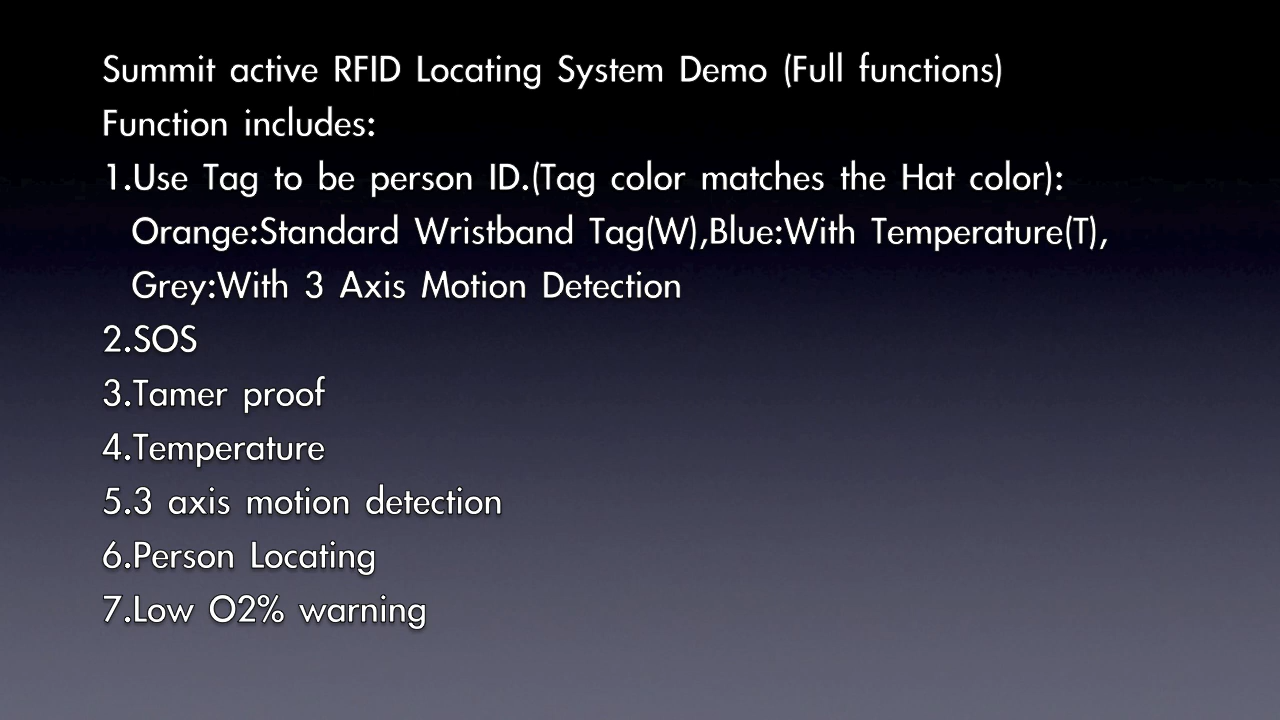 Summit active RFID Locating System Demo (Full functions)
Function includes:
1.Use Tag to be person ID.(Tag color matches the Hat color):
Orange:Standard Wristband Tag(W),Blue:With Temperature(T),
Grey:With 3 Axis Motion Detection
2.SOS
3.Tamer proof
4.Temperature
5.3 axis motion detection
6.Person Locating
7.Low O2% warning